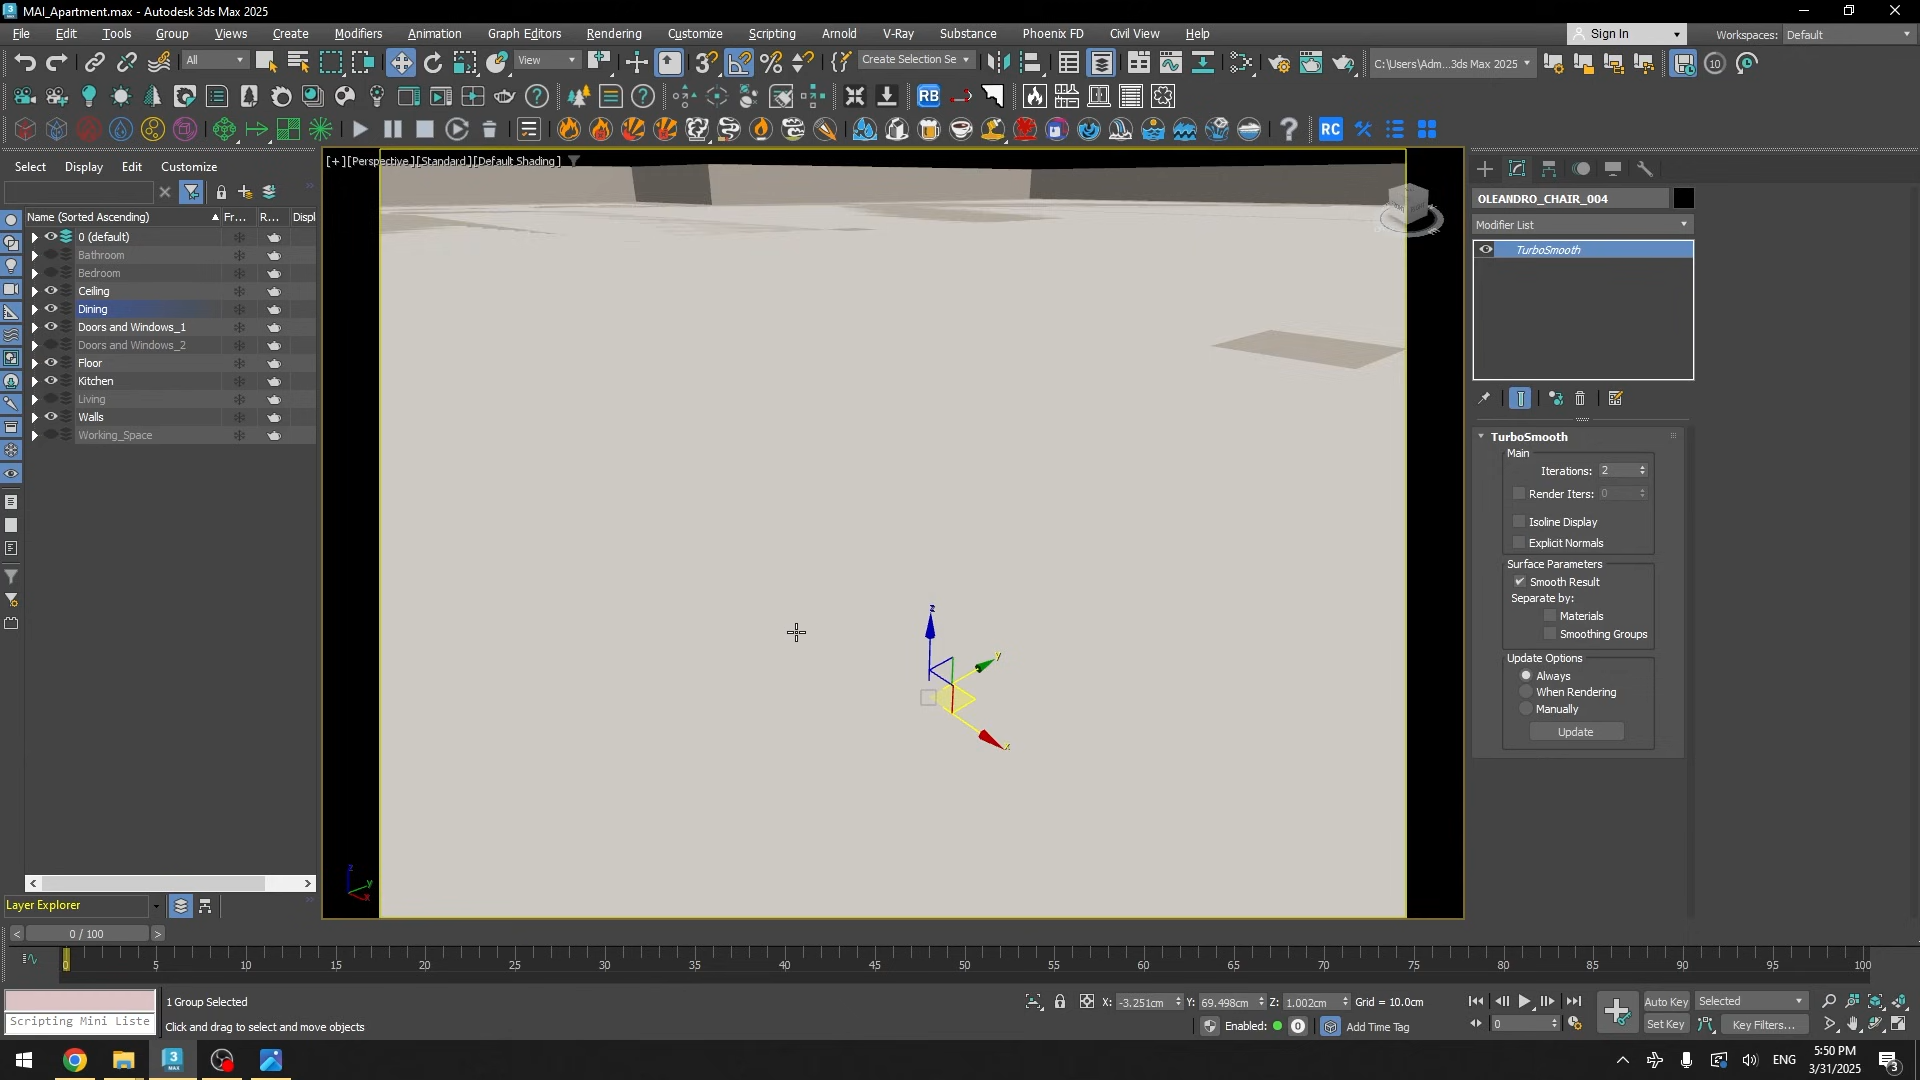 MAI_Apartment.max - Autodesk 3ds Max 2025
File Edit Tools Group Views Create Modifiers Animation Graph Editors Rendering Customize Scripting Arnold V-Ray Substance Phoenix FD Civil View Help
Sign In
Workspaces: Default
All
View
Create Selection Se
C:\Users\Adm...3ds Max 2025
10
RB
RC
Select Display Edit Customize
Name (Sorted Ascending) Fr... R... Displ
0 (default)
Bathroom
Bedroom
Ceiling
Dining
Doors and Windows_1
Doors and Windows_2
Floor
Kitchen
Living
Walls
Working_Space
Layer Explorer
[+][Perspective][Standard][Default Shading]
z
y
x
z
y
x
OLEANDRO_CHAIR_004
Modifier List
TurboSmooth
TurboSmooth
Main
Iterations: 2
Render Iters: 0
Isoline Display
Explicit Normals
Surface Parameters
Smooth Result
Separate by:
Materials
Smoothing Groups
Update Options
Always
When Rendering
Manually
Update
< 0 / 100 >
0 5 10 15 20 25 30 35 40 45 50 55 60 65 70 75 80 85 90 95 100
1 Group Selected
X: -3.251cm Y: 69.498cm Z: 1.002cm Grid = 10.0cm
Auto Key Selected
Scripting Mini Liste
Click and drag to select and move objects
Enabled: 0
Add Time Tag
0
Set Key Key Filters...
ENG
5:50 PM
3/31/2025
3